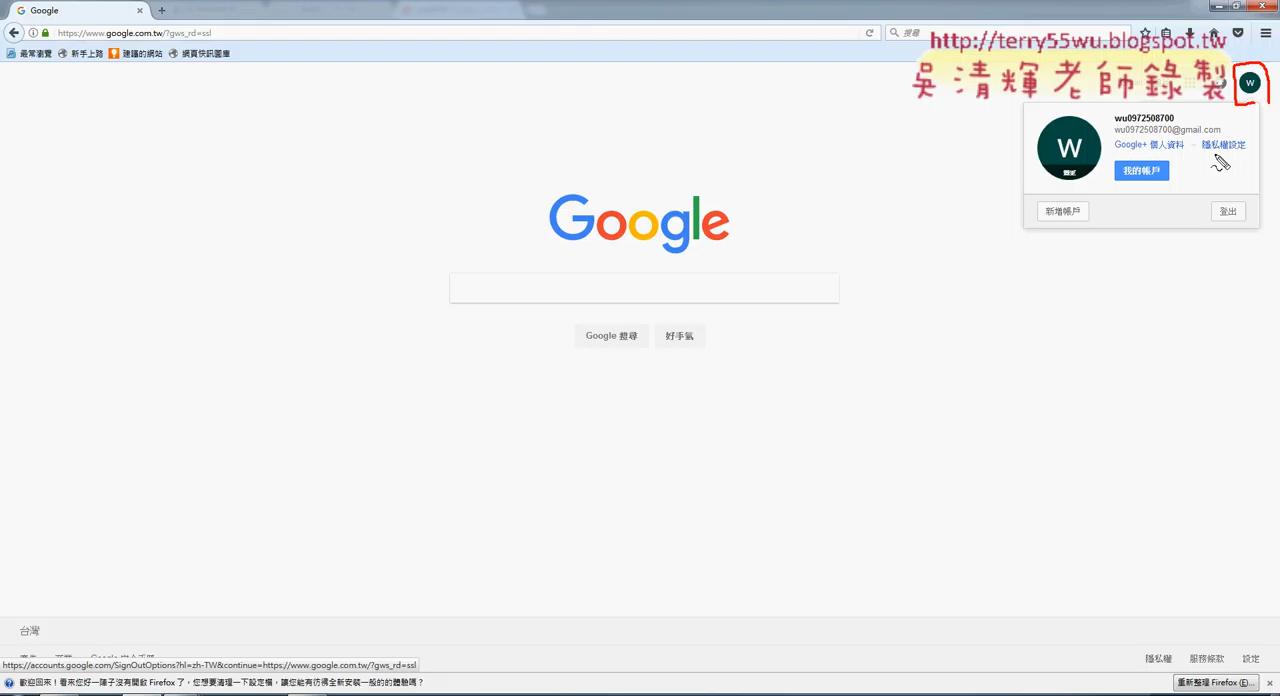 Google
https://www.google.com.tw/?gws_rd=ssl
搜尋
最常瀏覽 新手上路 建議的網站 網頁快訊圖庫
http://terry55wu.blogspot.tw
吳清輝老師錄製
W
wu0972508700
wu0972508700@gmail.com
Google+ 個人資料 – 隱私權設定
W
變更
我的帳戶
新增帳戶 登出
Google
Google 搜尋 好手氣
台灣
隱私權 服務條款 設定
https://accounts.google.com/SignOutOptions?hl=zh-TW&continue=https://www.google.com.tw/?gws_rd=ssl
歡迎回來！看來您好一陣子沒有開啟 Firefox 了，您想要清理一下設定檔，讓您能有彷彿全新安裝一般的的體驗嗎？
重新整理 Firefox (E)...